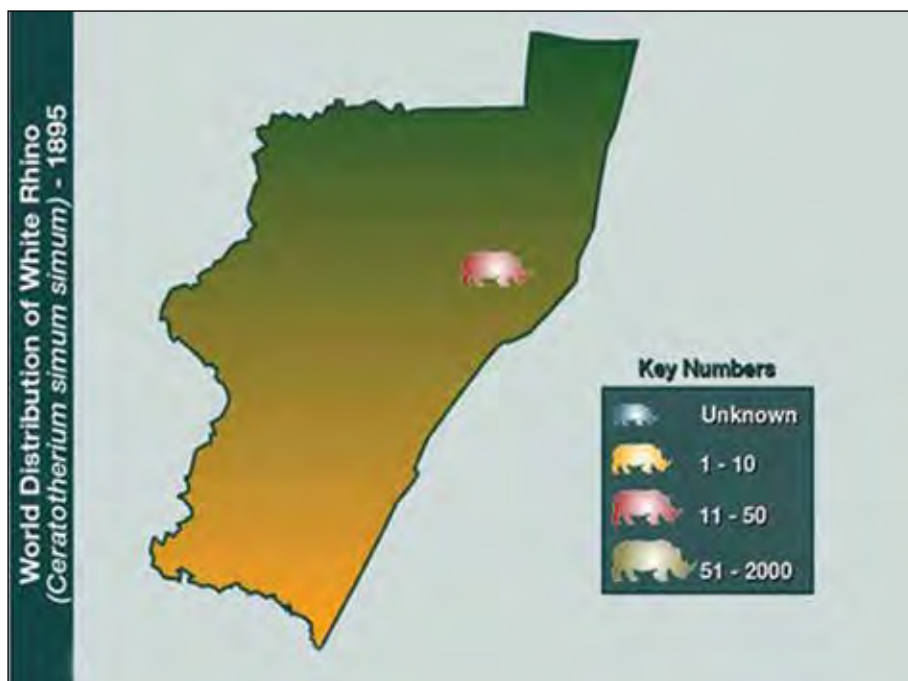 World Distribution of White Rhino
(Ceratotherium simum simum) - 1895
Key Numbers
Unknown
1 - 10
11 - 50
51 - 2000